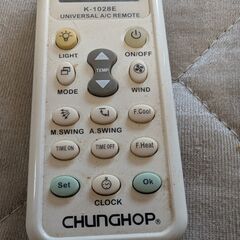 K-1028E
UNIVERSAL A/C REMOTE
LIGHT
ON/OFF
TEMP
MODE
WIND
F.Cool
M.SWING
A.SWING
TIME ON
TIME OFF
F.Heat
Set
Ok
CLOCK
CHUNGHOP®